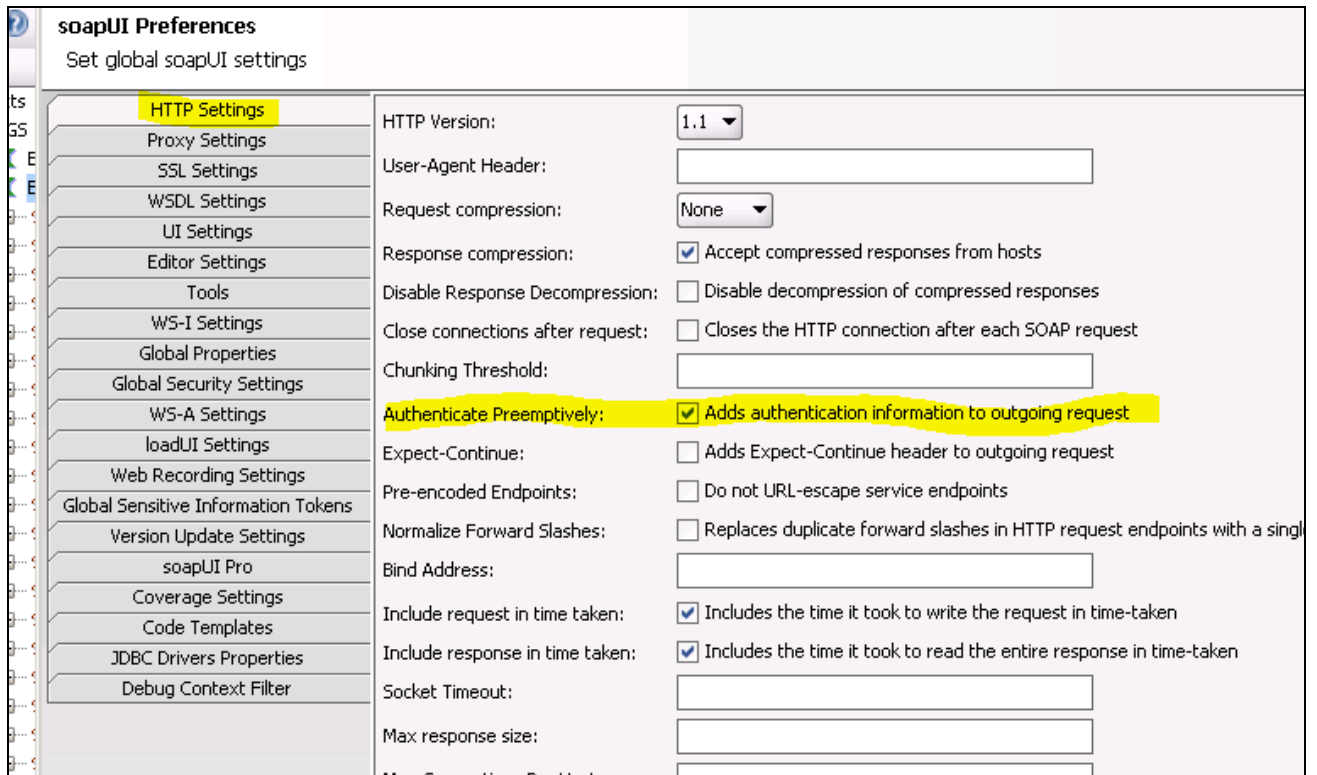 soapUI Preferences
Set global soapUI settings
ts
GS
E
E
HTTP Settings
Proxy Settings
SSL Settings
WSDL Settings
UI Settings
Editor Settings
Tools
WS-I Settings
Global Properties
Global Security Settings
WS-A Settings
loadUI Settings
Web Recording Settings
Global Sensitive Information Tokens
Version Update Settings
soapUI Pro
Coverage Settings
Code Templates
JDBC Drivers Properties
Debug Context Filter
HTTP Version: 1.1
User-Agent Header:
Request compression: None
Response compression: Accept compressed responses from hosts
Disable Response Decompression: Disable decompression of compressed responses
Close connections after request: Closes the HTTP connection after each SOAP request
Chunking Threshold:
Authenticate Preemptively: Adds authentication information to outgoing request
Expect-Continue: Adds Expect-Continue header to outgoing request
Pre-encoded Endpoints: Do not URL-escape service endpoints
Normalize Forward Slashes: Replaces duplicate forward slashes in HTTP request endpoints with a singl
Bind Address:
Include request in time taken: Includes the time it took to write the request in time-taken
Include response in time taken: Includes the time it took to read the entire response in time-taken
Socket Timeout:
Max response size: